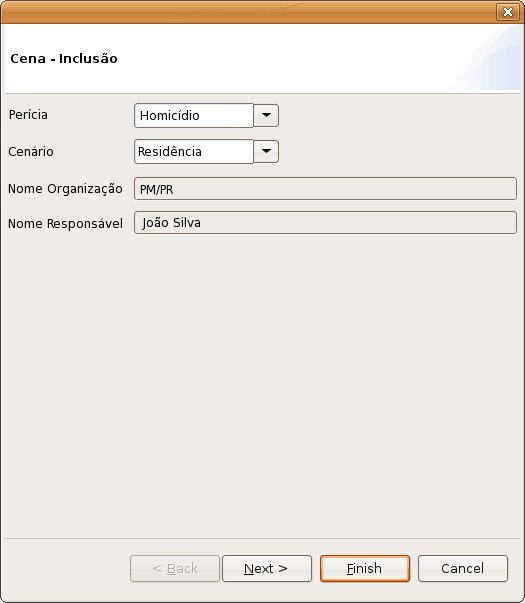 Cena - Inclusão
Perícia Homicídio
Cenário Residência
Nome Organização PM/PR
Nome Responsável João Silva
< Back Next > Finish Cancel